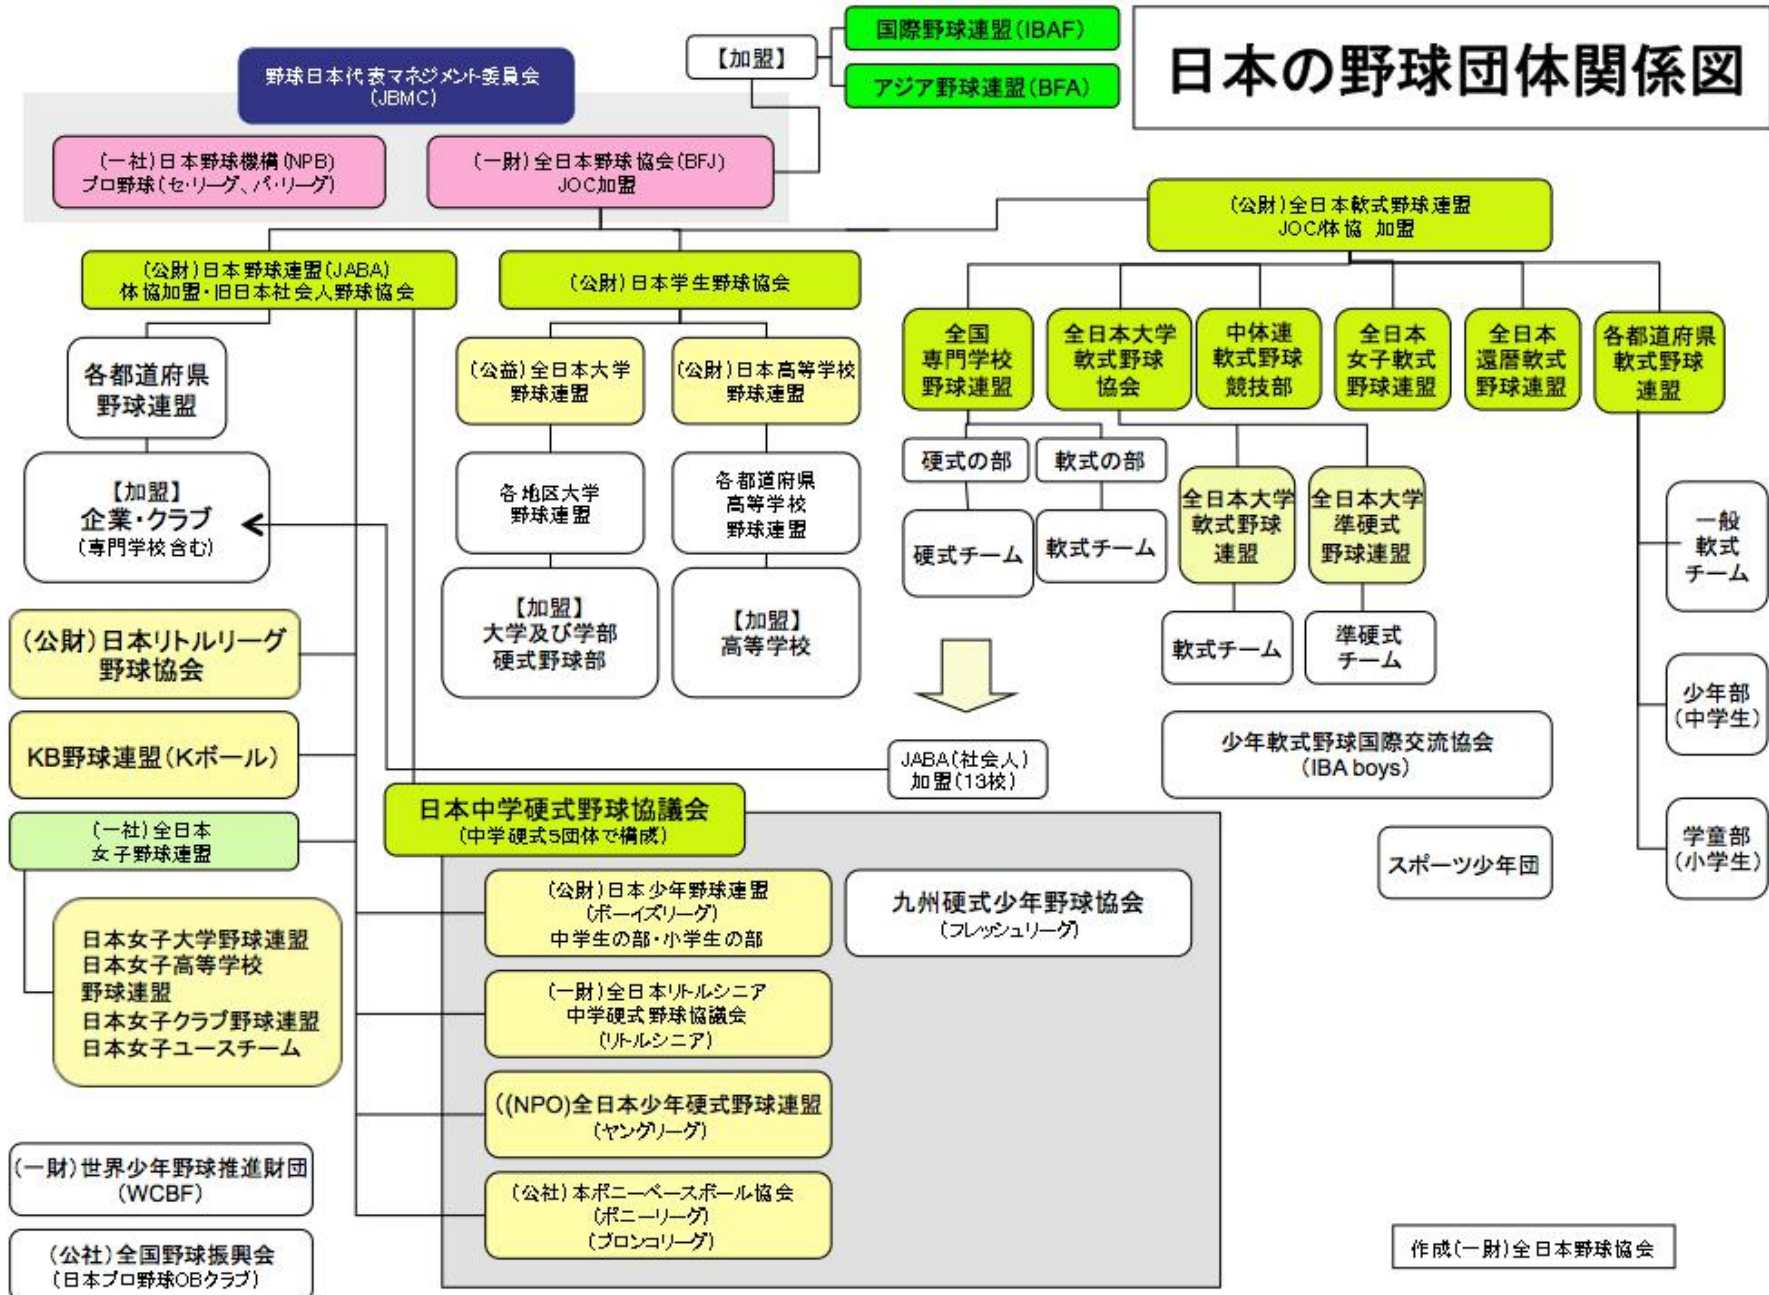 日本の野球団体関係図
野球日本代表マネジメント委員会
(JBMC)
【加盟】
国際野球連盟(IBAF)
アジア野球連盟(BFA)
(一社)日本野球機構(NPB)
プロ野球(セ・リーグ、パ・リーグ)
(一財)全日本野球協会(BFJ)
JOC加盟
(公財)全日本軟式野球連盟
JOC/体協 加盟
(公財)日本野球連盟(JABA)
体協加盟・旧日本社会人野球協会
(公財)日本学生野球協会
各都道府県
野球連盟
【加盟】
企業・クラブ
(専門学校含む)
(公益)全日本大学
野球連盟
(公財)日本高等学校
野球連盟
各地区大学
野球連盟
各都道府県
高等学校
野球連盟
【加盟】
大学及び学部
硬式野球部
【加盟】
高等学校
全国
専門学校
野球連盟
全日本大学
軟式野球
協会
中体連
軟式野球
競技部
全日本
女子軟式
野球連盟
全日本
還暦軟式
野球連盟
各都道府県
軟式野球
連盟
硬式の部
軟式の部
硬式チーム
軟式チーム
全日本大学
軟式野球
連盟
全日本大学
準硬式
野球連盟
軟式チーム
準硬式
チーム
一般
軟式
チーム
少年部
(中学生)
学童部
(小学生)
(公財)日本リトルリーグ
野球協会
KB野球連盟(Kボール)
(一社)全日本
女子野球連盟
日本女子大学野球連盟
日本女子高等学校
野球連盟
日本女子クラブ野球連盟
日本女子ユースチーム
JABA(社会人)
加盟(13校)
少年軟式野球国際交流協会
(IBA boys)
スポーツ少年団
日本中学硬式野球協議会
(中学硬式5団体で構成)
(公財)日本少年野球連盟
(ボーイズリーグ)
中学生の部・小学生の部
九州硬式少年野球協会
(フレッシュリーグ)
(一財)全日本リトルシニア
中学硬式野球協議会
(リトルシニア)
((NPO)全日本少年硬式野球連盟
(ヤングリーグ)
(公社)本ポニーベースボール協会
(ポニーリーグ)
(ブロンコリーグ)
(一財)世界少年野球推進財団
(WCBF)
(公社)全国野球振興会
(日本プロ野球OBクラブ)
作成(一財)全日本野球協会